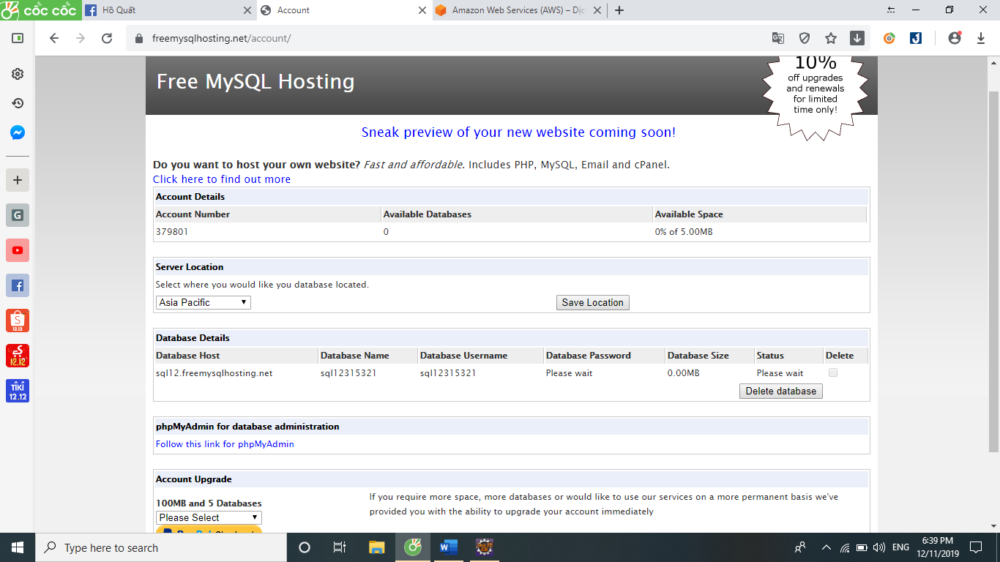 CỐC CỐC
Hồ Quất
Account
Amazon Web Services (AWS) – Dịc
freemysqlhosting.net/account/
Free MySQL Hosting
10%
off upgrades
and renewals
for limited
time only!
Sneak preview of your new website coming soon!
Do you want to host your own website? Fast and affordable. Includes PHP, MySQL, Email and cPanel.
Click here to find out more
Account Details
Account Number Available Databases Available Space
379801 0 0% of 5.00MB
Server Location
Select where you would like you database located.
Asia Pacific Save Location
Database Details
Database Host Database Name Database Username Database Password Database Size Status Delete
sql12.freemysqlhosting.net sql12315321 sql12315321 Please wait 0.00MB Please wait
Delete database
phpMyAdmin for database administration
Follow this link for phpMyAdmin
Account Upgrade
100MB and 5 Databases
Please Select
If you require more space, more databases or would like to use our services on a more permanent basis we've
provided you with the ability to upgrade your account immediately
G
12.12
12.12
TIKI
12.12
Type here to search
ENG
6:39 PM
12/11/2019